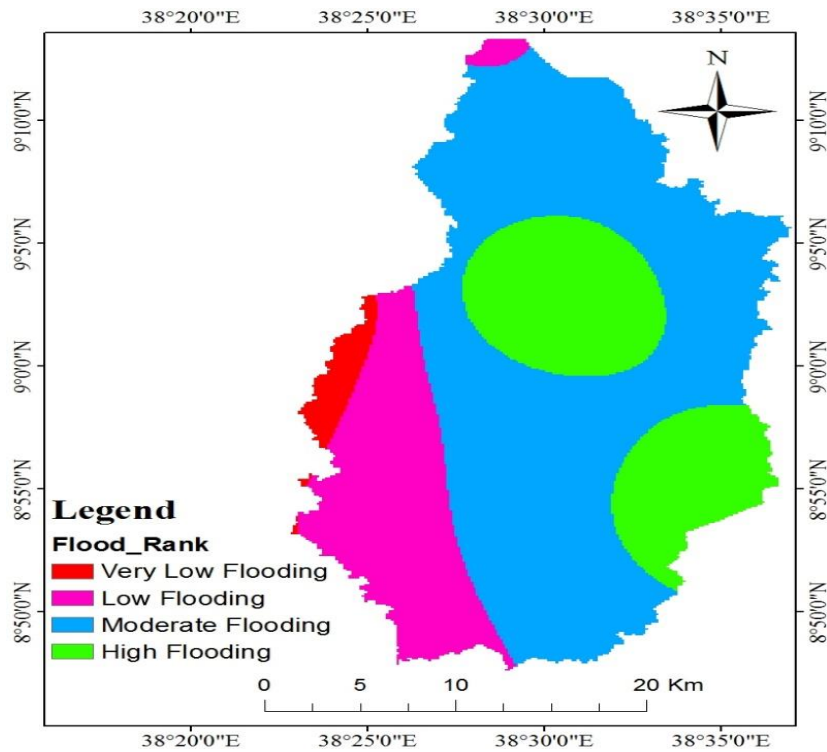 38°20'0"E 38°25'0"E 38°30'0"E 38°35'0"E
N
9°10'0"N 9°10'0"N
9°5'0"N 9°5'0"N
9°0'0"N 9°0'0"N
8°55'0"N 8°55'0"N
Legend
Flood_Rank
Very Low Flooding
Low Flooding
Moderate Flooding
High Flooding
8°50'0"N 8°50'0"N
0 5 10 20 Km
38°20'0"E 38°25'0"E 38°30'0"E 38°35'0"E